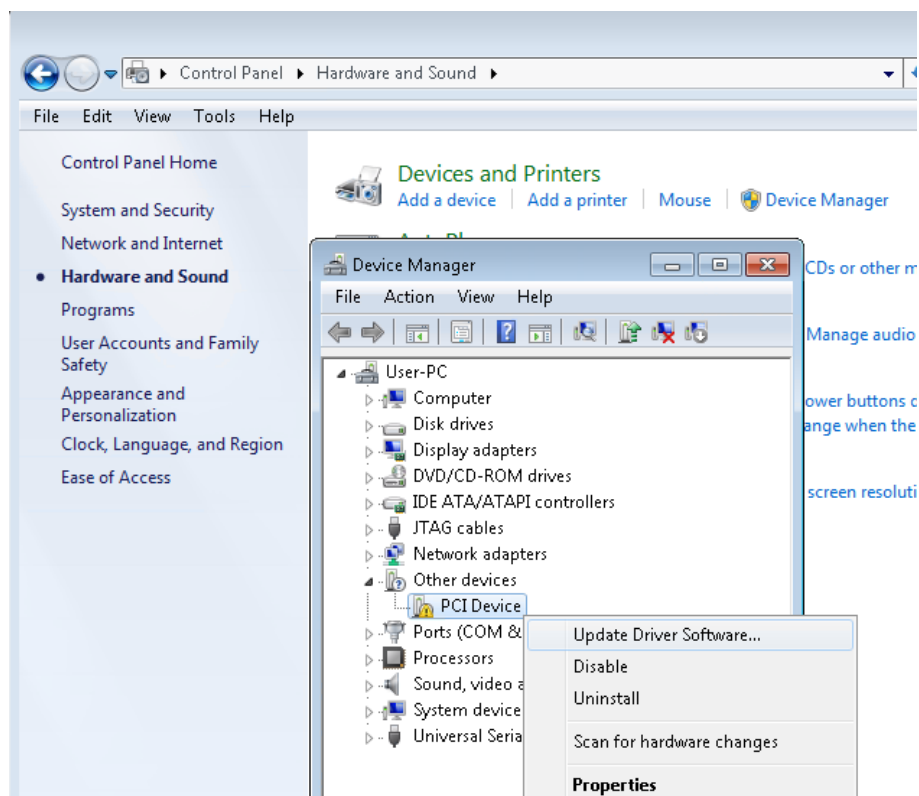 Control Panel Hardware and Sound
File Edit View Tools Help
Control Panel Home
System and Security
Network and Internet
Hardware and Sound
Programs
User Accounts and Family
Safety
Appearance and
Personalization
Clock, Language, and Region
Ease of Access
Devices and Printers
Add a device Add a printer Mouse Device Manager
CDs or other
Manage audio
ower buttons
ange when the
screen resoluti
Device Manager
File Action View Help
User-PC
Computer
Disk drives
Display adapters
DVD/CD-ROM drives
IDE ATA/ATAPI controllers
JTAG cables
Network adapters
Other devices
PCI Device
Ports (COM &
Processors
Sound, video a
System device
Universal Seria
Update Driver Software...
Disable
Uninstall
Scan for hardware changes
Properties